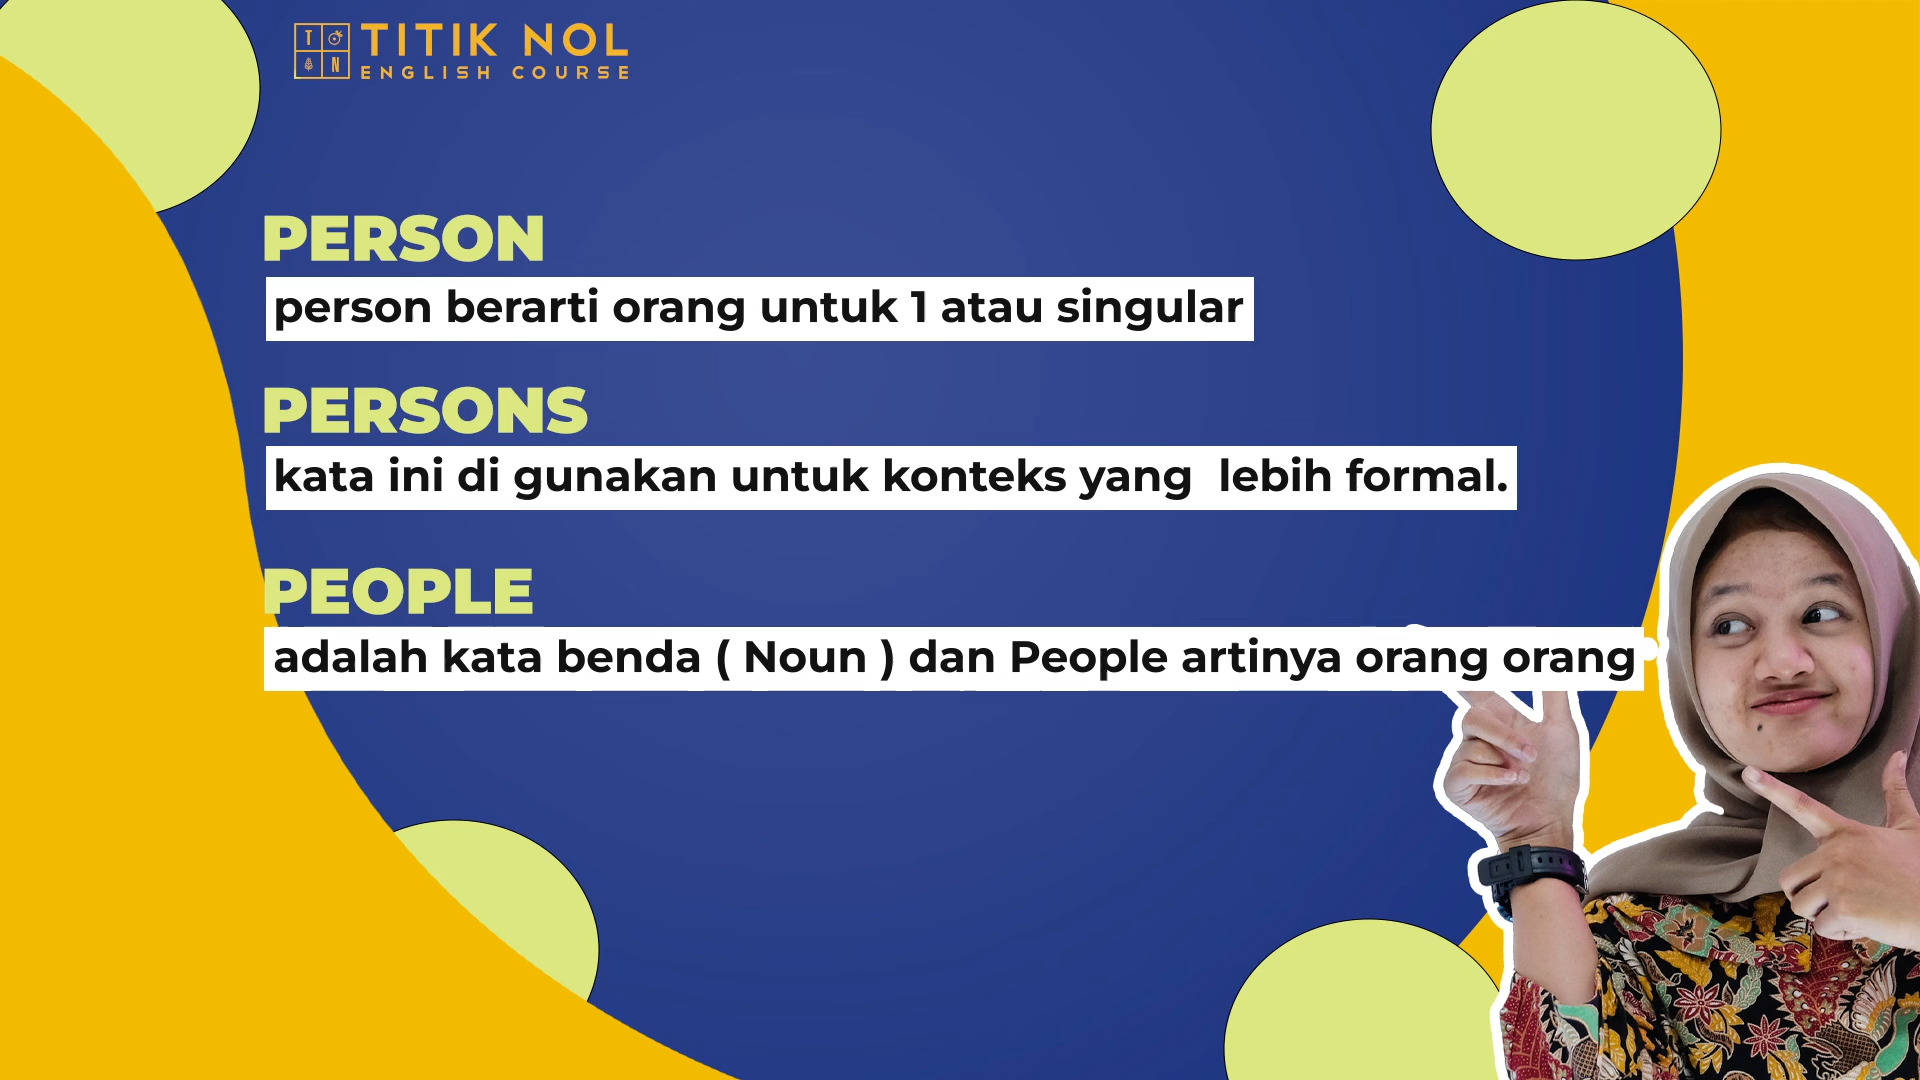 T
N
TITIK NOL
ENGLISH COURSE
PERSON
person berarti orang untuk 1 atau singular
PERSONS
kata ini di gunakan untuk konteks yang  lebih formal.
PEOPLE
adalah kata benda ( Noun ) dan People artinya orang orang